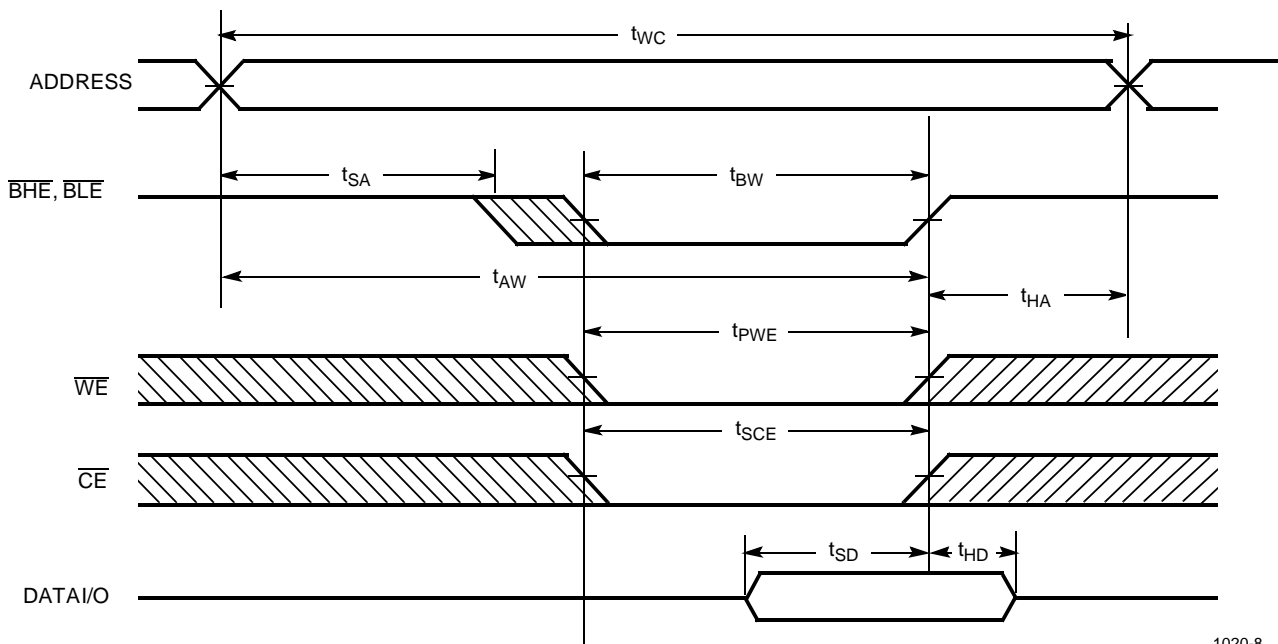 tWC
ADDRESS
tSA
tBW
BHE, BLE
tAW
tHA
tPWE
WE
tSCE
CE
tSD
tHD
DATAI/O
1020-8